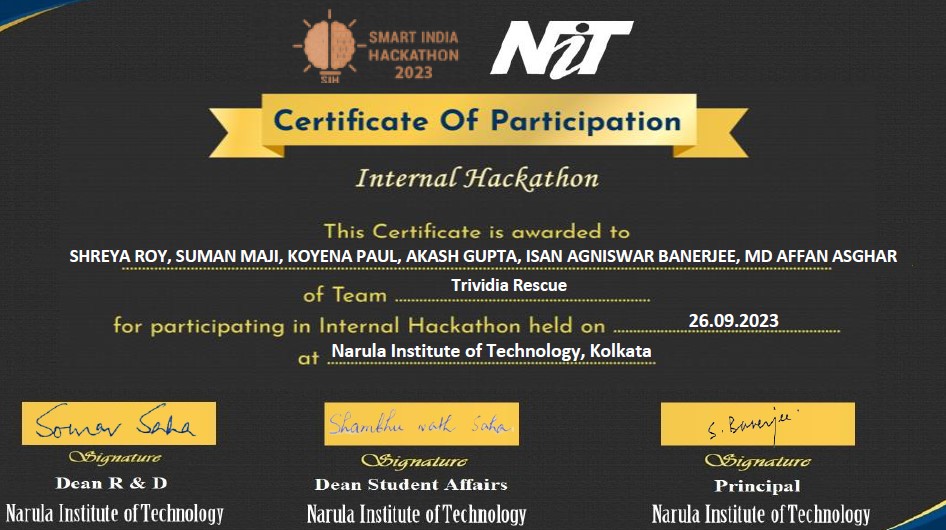 SMART INDIA
HACKATHON
2023
SIH
NiT
Certificate Of Participation
Internal Hackathon
This Certificate is awarded to
SHREYA ROY, SUMAN MAJI, KOYENA PAUL, AKASH GUPTA, ISAN AGNISWAR BANERJEE, MD AFFAN ASGHAR
of Team Trividia Rescue
for participating in Internal Hackathon held on 26.09.2023
at Narula Institute of Technology, Kolkata
Somav Saha Shambhu nath Saha. S. Banerjee
Signature Signature Signature
Dean R & D Dean Student Affairs Principal
Narula Institute of Technology Narula Institute of Technology Narula Institute of Technology